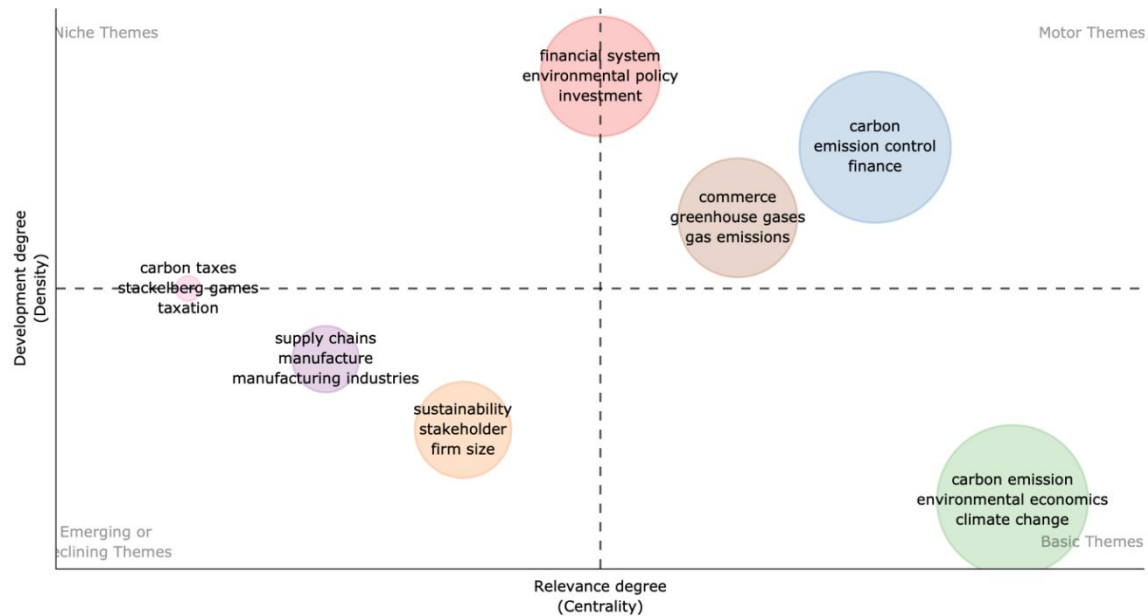 Niche Themes
Motor Themes
financial system
environmental policy
investment
carbon
emission control
finance
commerce
greenhouse gases
gas emissions
Development degree
(Density)
carbon taxes
stackelberg games
taxation
supply chains
manufacture
manufacturing industries
sustainability
stakeholder
firm size
carbon emission
environmental economics
climate change
Emerging or
eclining Themes
Basic Themes
Relevance degree
(Centrality)